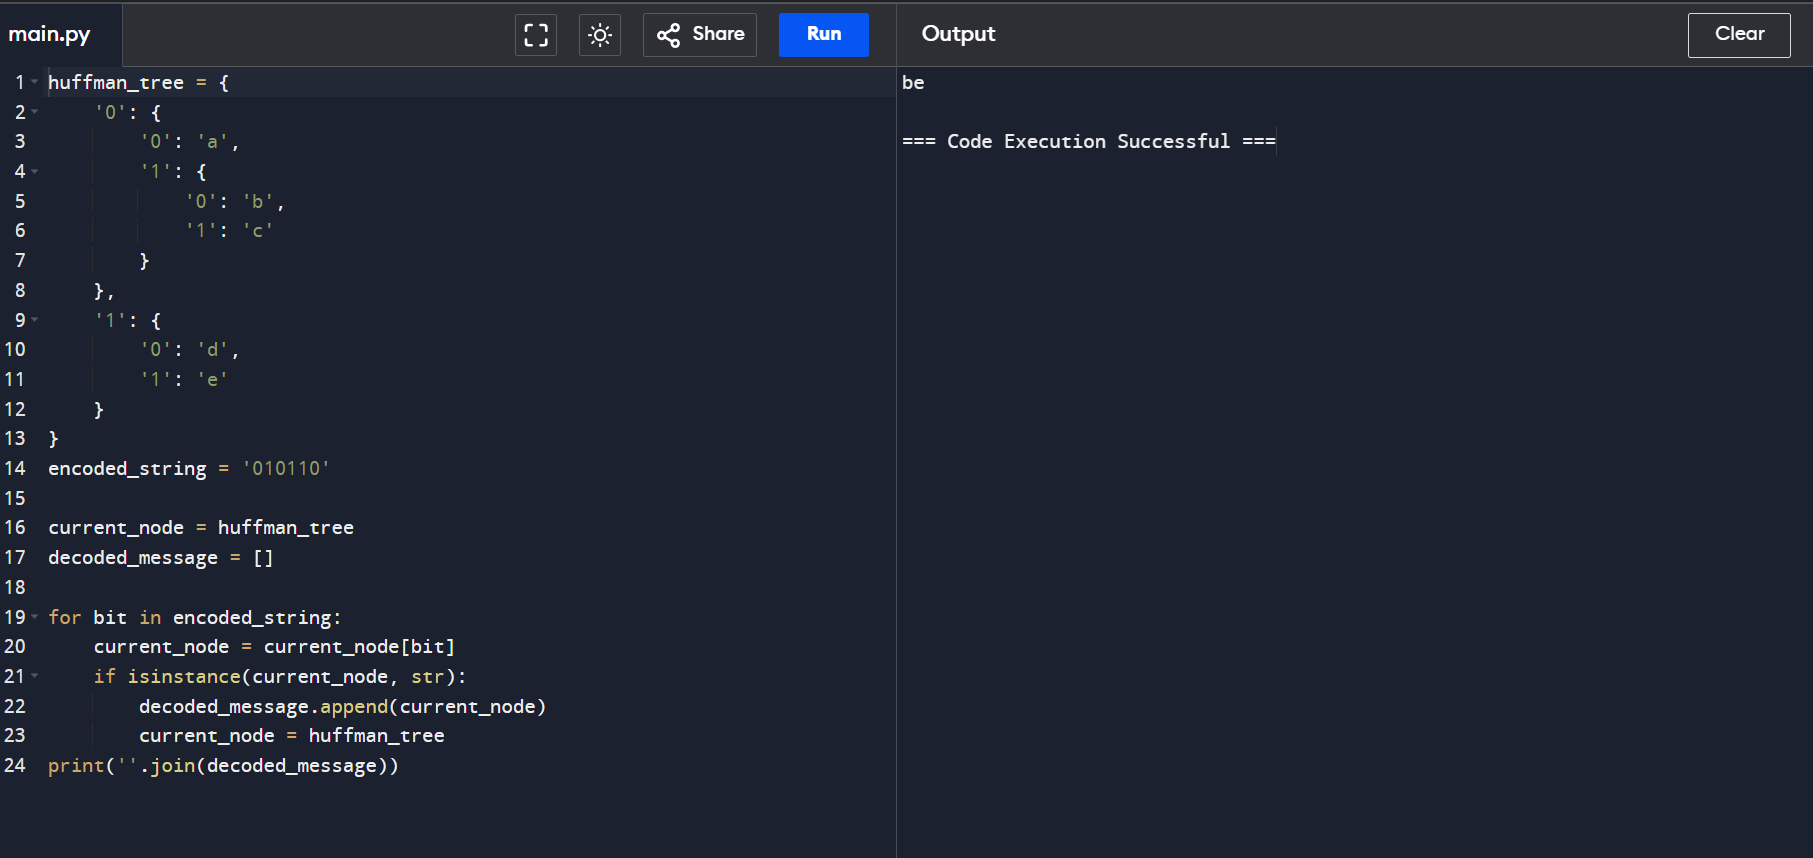 main.py
Share
Run
Output
Clear
1 huffman_tree = {
2     '0': {
3         '0': 'a',
4         '1': {
5             '0': 'b',
6             '1': 'c'
7         }
8     },
9     '1': {
10         '0': 'd',
11         '1': 'e'
12     }
13 }
14 encoded_string = '010110'
15
16 current_node = huffman_tree
17 decoded_message = []
18
19 for bit in encoded_string:
20     current_node = current_node[bit]
21     if isinstance(current_node, str):
22         decoded_message.append(current_node)
23         current_node = huffman_tree
24 print(''.join(decoded_message))
be
=== Code Execution Successful ===